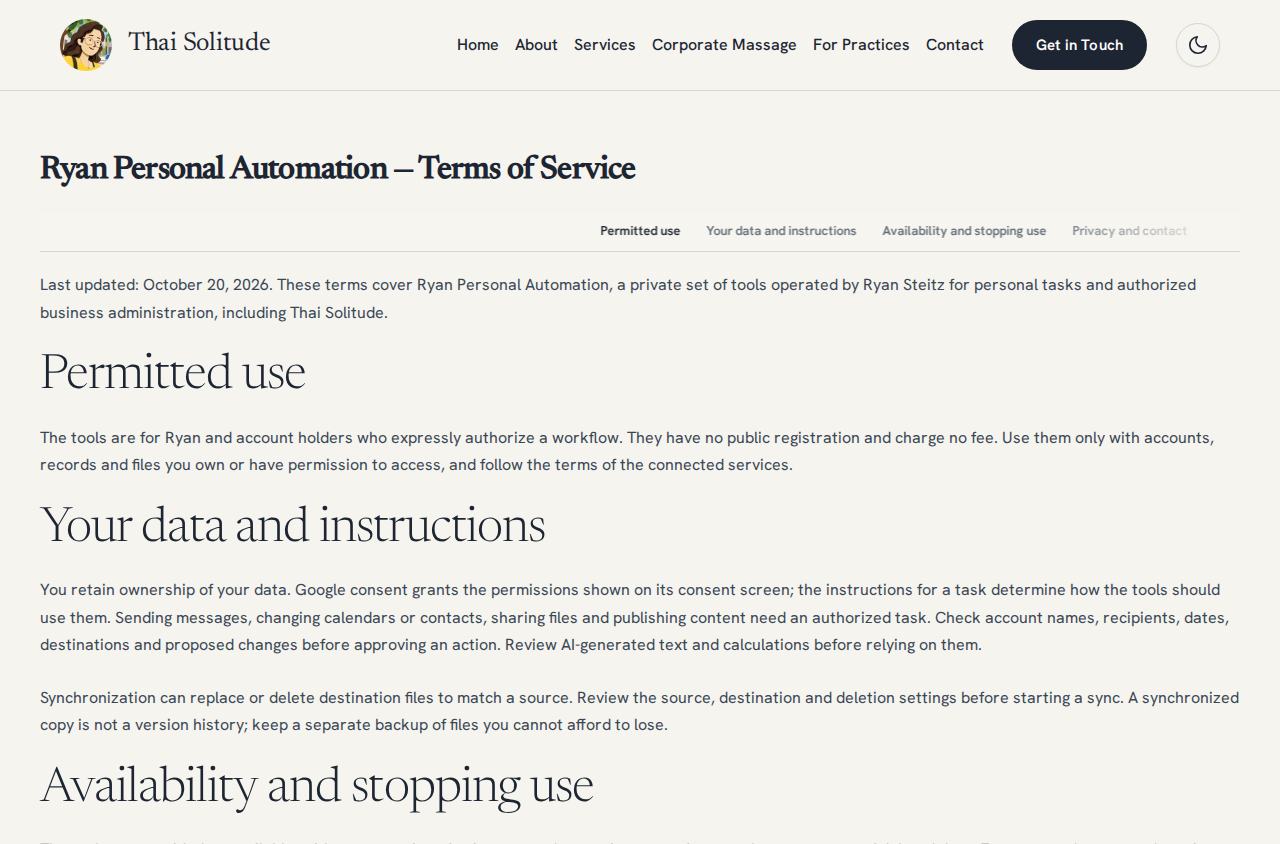 Thai Solitude
Home About Services Corporate Massage For Practices Contact Get in Touch
Ryan Personal Automation — Terms of Service
Permitted use Your data and instructions Availability and stopping use Privacy and contact
Last updated: October 20, 2026. These terms cover Ryan Personal Automation, a private set of tools operated by Ryan Steitz for personal tasks and authorized
business administration, including Thai Solitude.
Permitted use
The tools are for Ryan and account holders who expressly authorize a workflow. They have no public registration and charge no fee. Use them only with accounts,
records and files you own or have permission to access, and follow the terms of the connected services.
Your data and instructions
You retain ownership of your data. Google consent grants the permissions shown on its consent screen; the instructions for a task determine how the tools should
use them. Sending messages, changing calendars or contacts, sharing files and publishing content need an authorized task. Check account names, recipients, dates,
destinations and proposed changes before approving an action. Review AI-generated text and calculations before relying on them.
Synchronization can replace or delete destination files to match a source. Review the source, destination and deletion settings before starting a sync. A synchronized
copy is not a version history; keep a separate backup of files you cannot afford to lose.
Availability and stopping use